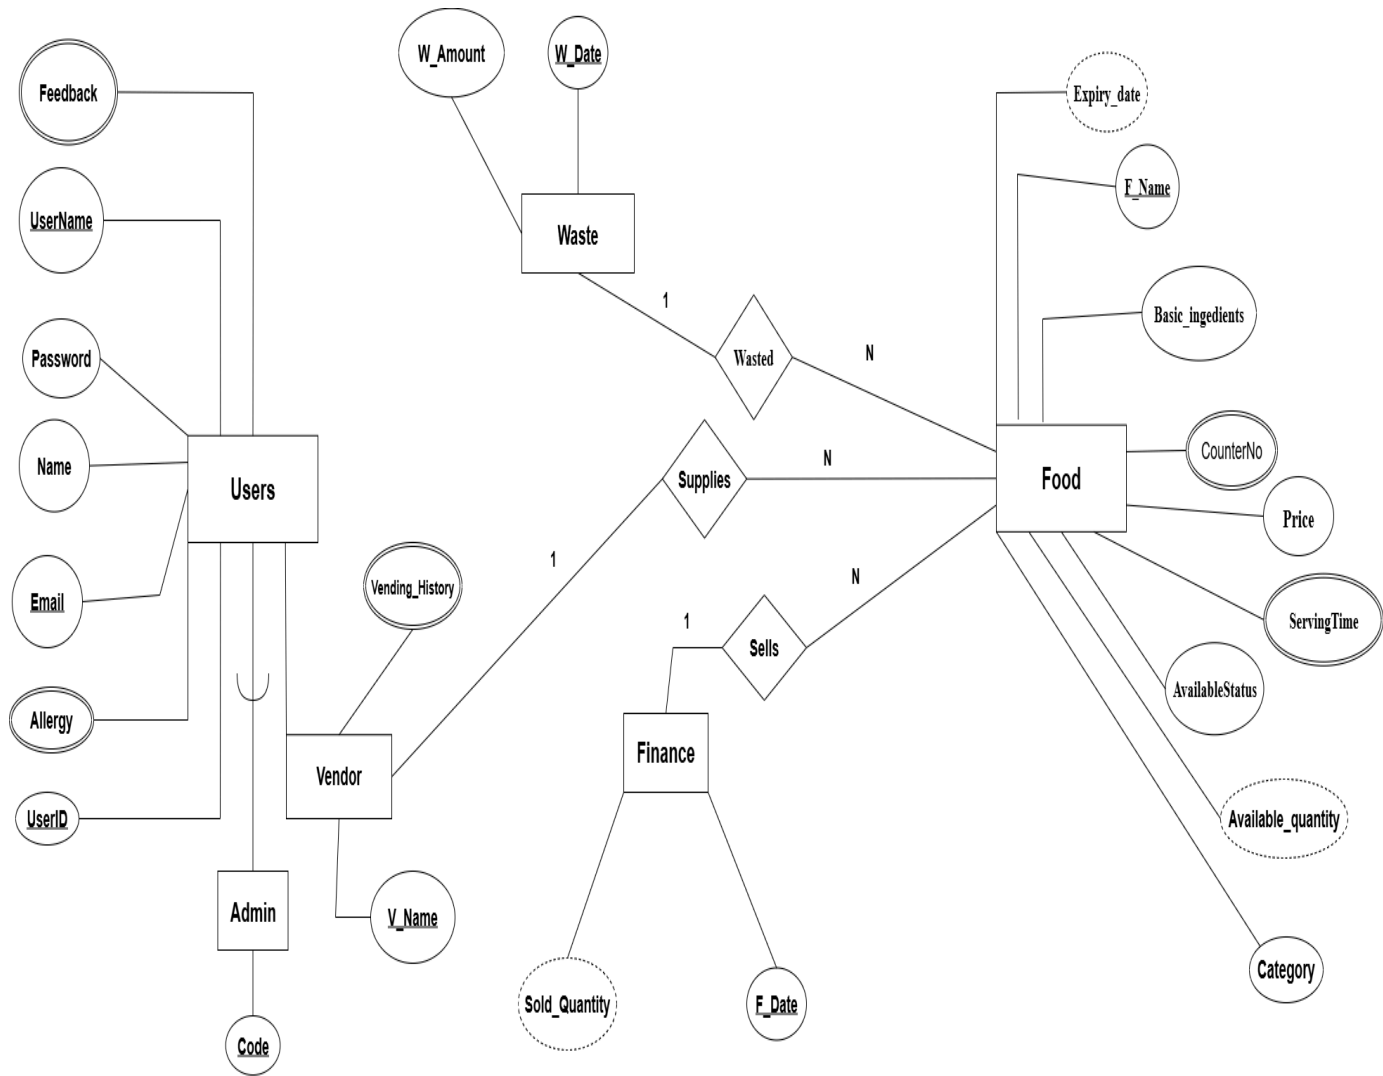 W_Amount
W_Date
Feedback
Expiry_date
F_Name
UserName
Waste
Basic_ingedients
1
Wasted
N
Password
CounterNo
Name
Users
Supplies
N
Food
Price
1
Vending_History
N
Email
1
Sells
ServingTime
AvailableStatus
Allergy
Finance
Vendor
UserID
Available_quantity
Admin
V_Name
Category
Sold_Quantity
F_Date
Code